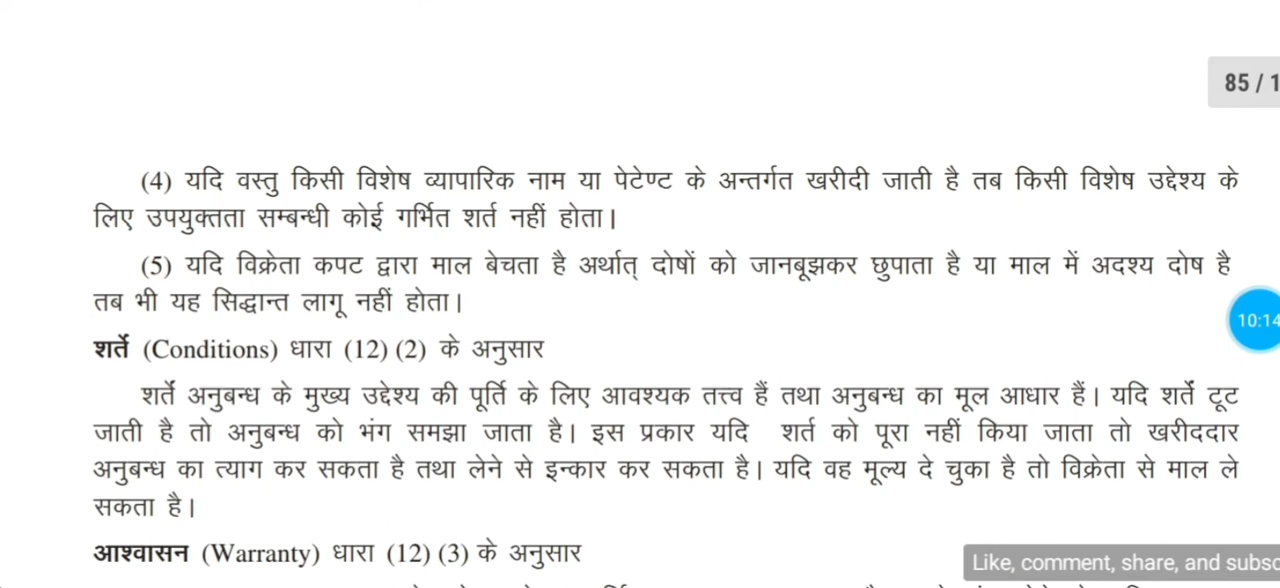 85 / 1
(4) यदि वस्तु किसी विशेष व्यापारिक नाम या पेटेण्ट के अन्तर्गत खरीदी जाती है तब किसी विशेष उद्देश्य के
लिए उपयुक्तता सम्बन्धी कोई गर्भित शर्त नहीं होता।
(5) यदि विक्रेता कपट द्वारा माल बेचता है अर्थात् दोषों को जानबूझकर छुपाता है या माल में अदश्य दोष है
तब भी यह सिद्धान्त लागू नहीं होता।
10:14
शर्ते (Conditions) धारा (12) (2) के अनुसार
शर्तें अनुबन्ध के मुख्य उद्देश्य की पूर्ति के लिए आवश्यक तत्त्व हैं तथा अनुबन्ध का मूल आधार हैं। यदि शर्तें टूट
जाती है तो अनुबन्ध को भंग समझा जाता है। इस प्रकार यदि शर्त को पूरा नहीं किया जाता तो खरीददार
अनुबन्ध का त्याग कर सकता है तथा लेने से इन्कार कर सकता है। यदि वह मूल्य दे चुका है तो विक्रेता से माल ले
सकता है।
आश्वासन (Warranty) धारा (12) (3) के अनुसार
Like, comment, share, and subsc